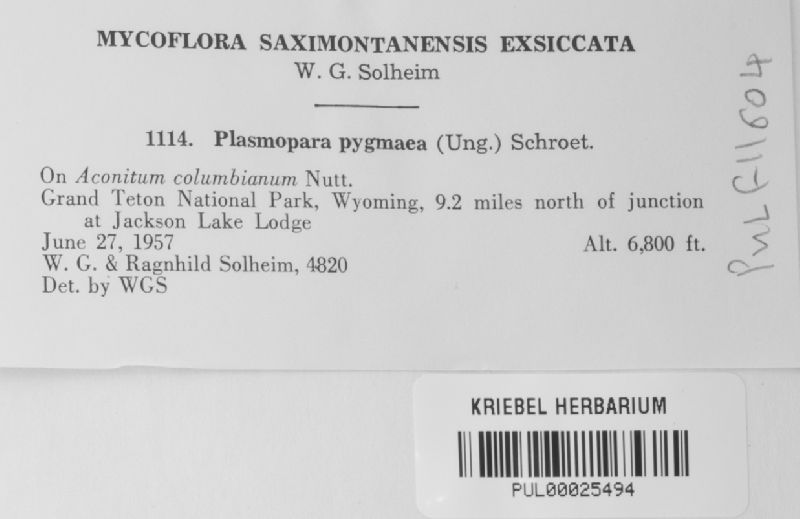 MYCOFLORA SAXIMONTANENSIS EXSICCATA
W. G. Solheim
1114. Plasmopara pygmaea (Ung.) Schroet.
On Aconitum columbianum Nutt.
Grand Teton National Park, Wyoming, 9.2 miles north of junction
at Jackson Lake Lodge
June 27, 1957 Alt. 6,800 ft.
W. G. & Ragnhild Solheim, 4820
Det. by WGS
PUL F11604
KRIEBEL HERBARIUM
PUL00025494